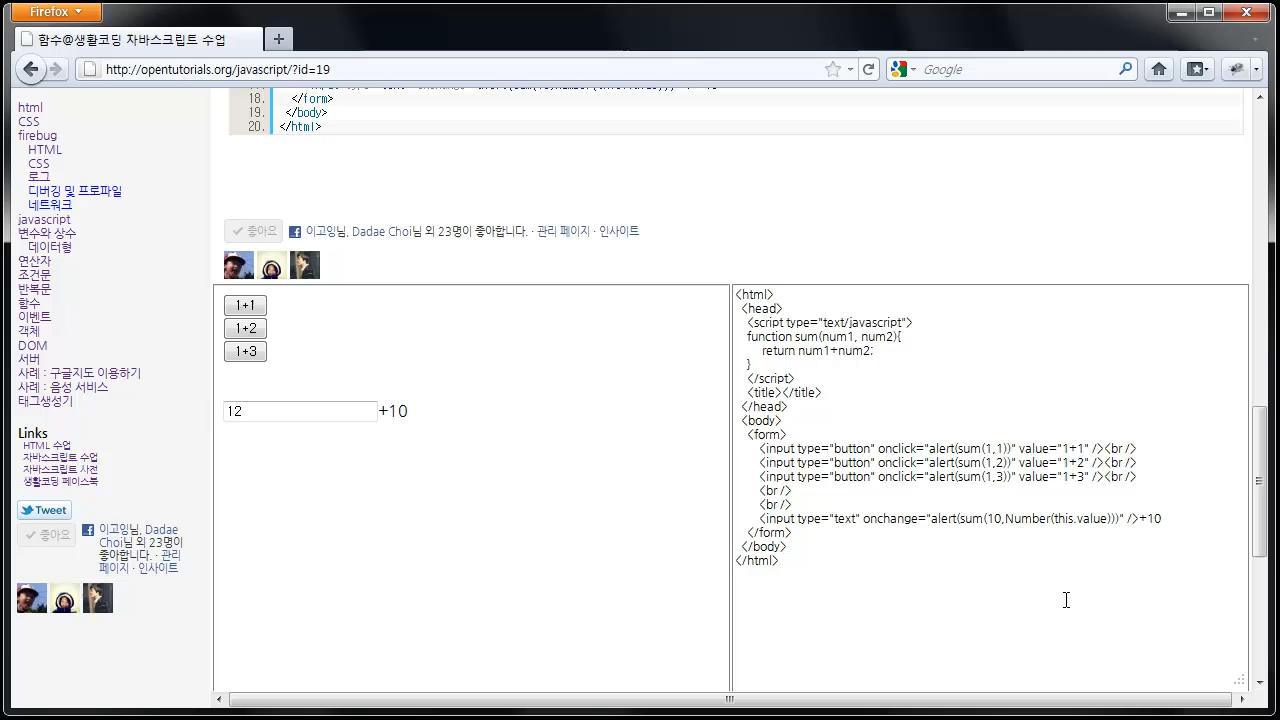 Firefox
함수@생활코딩 자바스크립트 수업
http://opentutorials.org/javascript/?id=19
Google
html
CSS
firebug
HTML
CSS
로그
디버깅 및 프로파일
네트워크
javascript
변수와 상수
데이터형
연산자
조건문
반복문
함수
이벤트
객체
DOM
서버
사례 : 구글지도 이용하기
사례 : 음성 서비스
태그생성기
Links
HTML 수업
자바스크립트 수업
자바스크립트 사전
생활코딩 페이스북
Tweet
좋아요
이고잉님, Dadae
Choi님 외 23명이
좋아합니다. · 관리
페이지 · 인사이트
18. </form>
19. </body>
20. </html>
좋아요 이고잉님, Dadae Choi님 외 23명이 좋아합니다. · 관리 페이지 · 인사이트
1+1
1+2
1+3
12 +10
<html>
<head>
<script type="text/javascript">
function sum(num1, num2){
return num1+num2;
}
</script>
<title></title>
</head>
<body>
<form>
<input type="button" onclick="alert(sum(1,1))" value="1+1" /><br />
<input type="button" onclick="alert(sum(1,2))" value="1+2" /><br />
<input type="button" onclick="alert(sum(1,3))" value="1+3" /><br />
<br />
<br />
<input type="text" onchange="alert(sum(10,Number(this.value)))" />+10
</form>
</body>
</html>